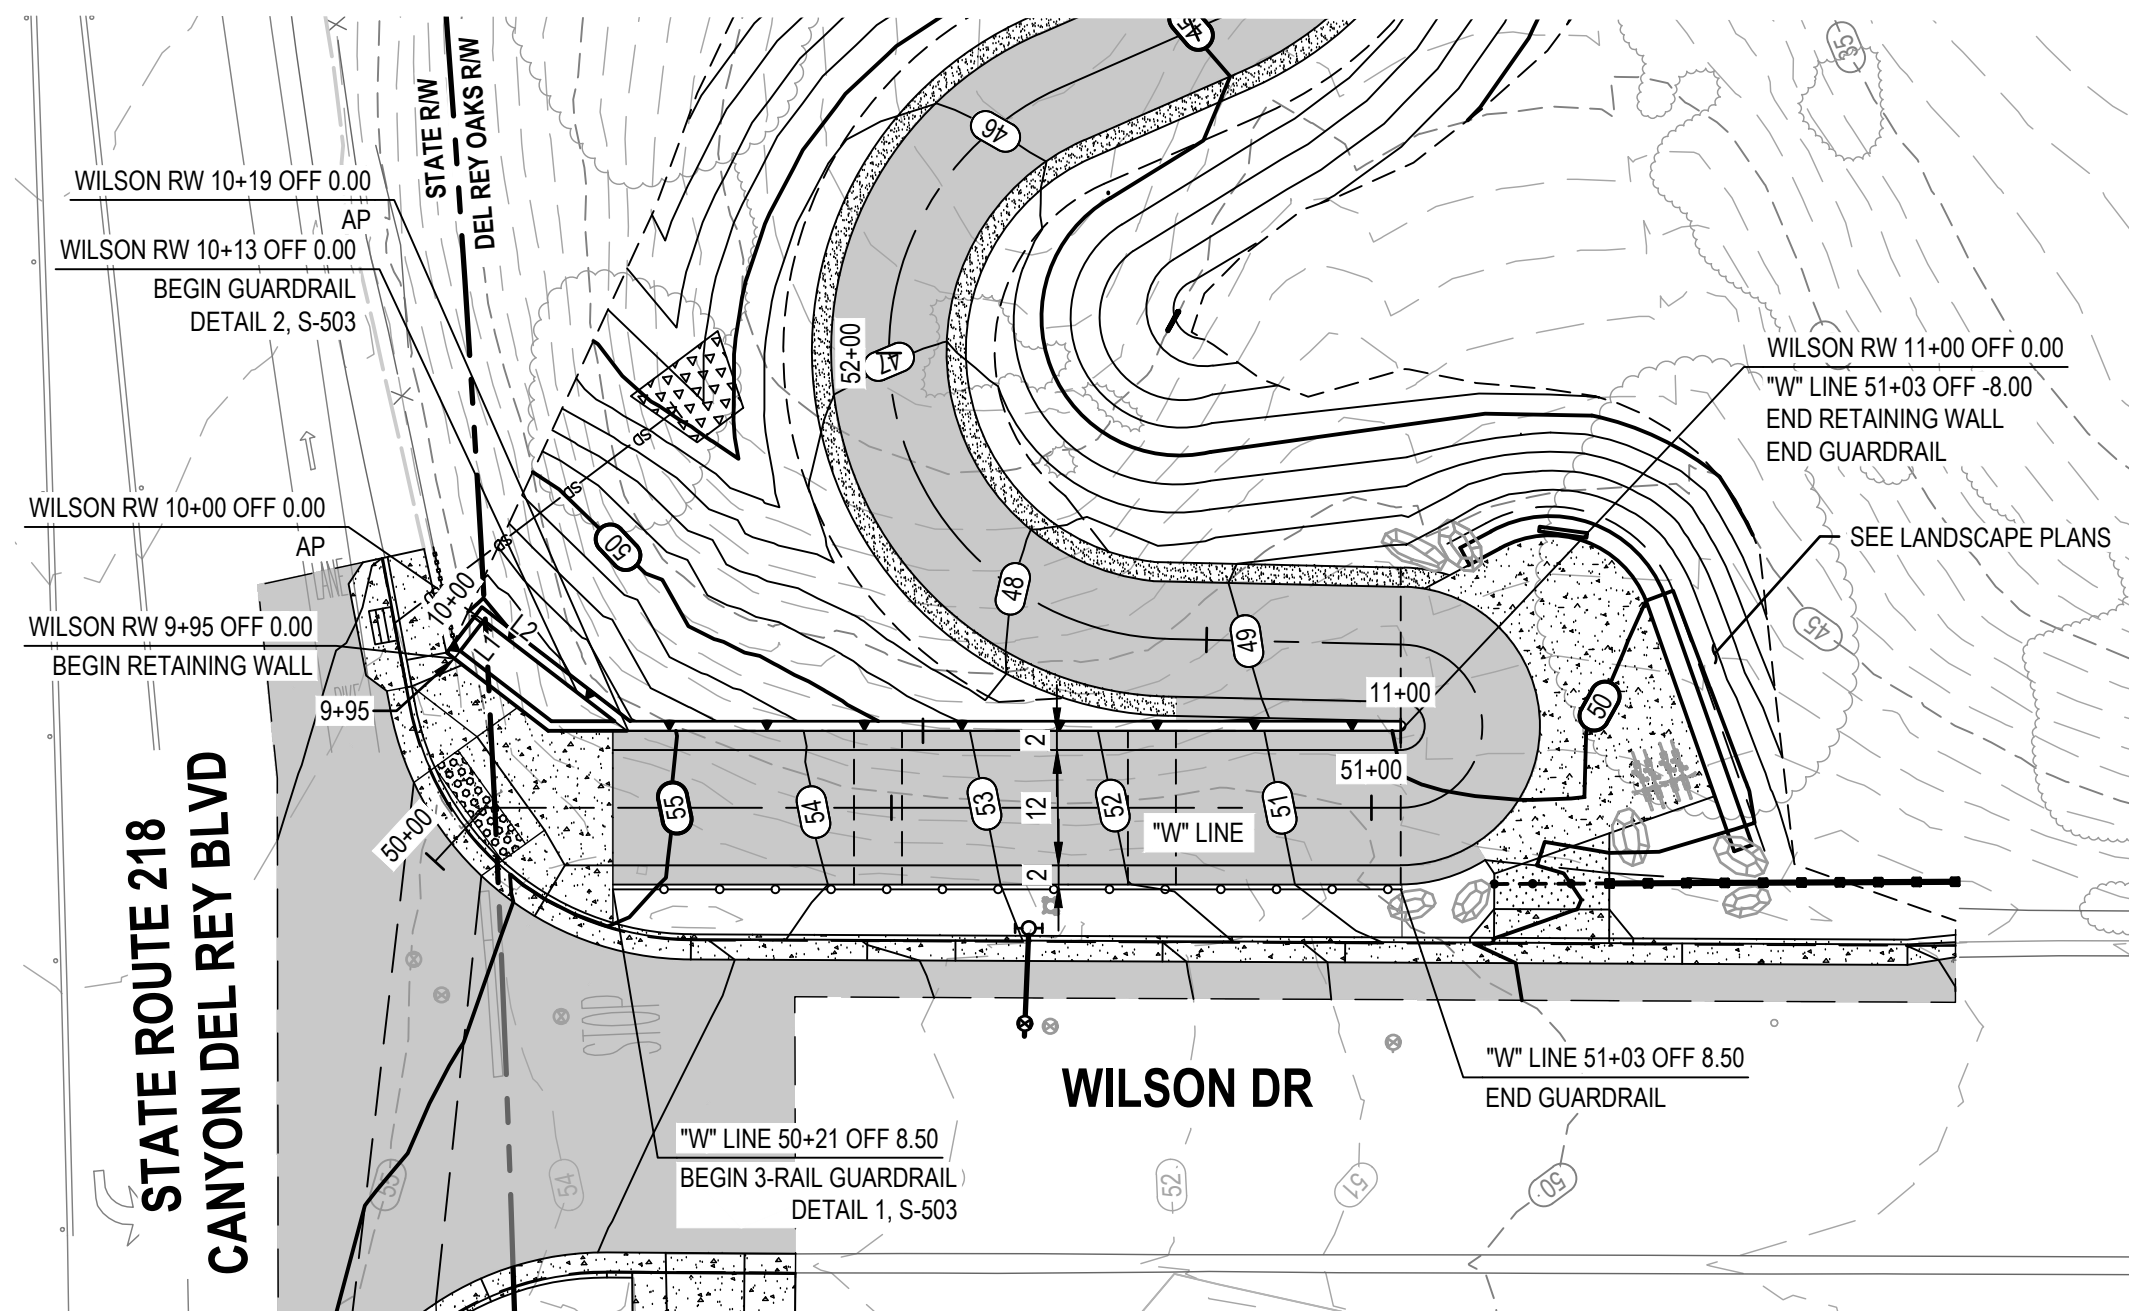 45
35
46
STATE R/W
DEL REY OAKS R/W
WILSON RW 10+19 OFF 0.00
AP
WILSON RW 10+13 OFF 0.00
BEGIN GUARDRAIL
DETAIL 2, S-503
52+00
47
WILSON RW 11+00 OFF 0.00
"W" LINE 51+03 OFF -8.00
END RETAINING WALL
END GUARDRAIL
SD
SD
SD
50
SEE LANDSCAPE PLANS
WILSON RW 10+00 OFF 0.00
AP
LANE
10+00
48
49
45
WILSON RW 9+95 OFF 0.00
BEGIN RETAINING WALL
L1
L2
9+95
11+00
50
2
51+00
55
54
53
12
52
"W" LINE
51
50+00
2
STATE ROUTE 218
CANYON DEL REY BLVD
STOP
WILSON DR
"W" LINE 51+03 OFF 8.50
END GUARDRAIL
"W" LINE 50+21 OFF 8.50
BEGIN 3-RAIL GUARDRAIL
DETAIL 1, S-503
55
54
52
51
50